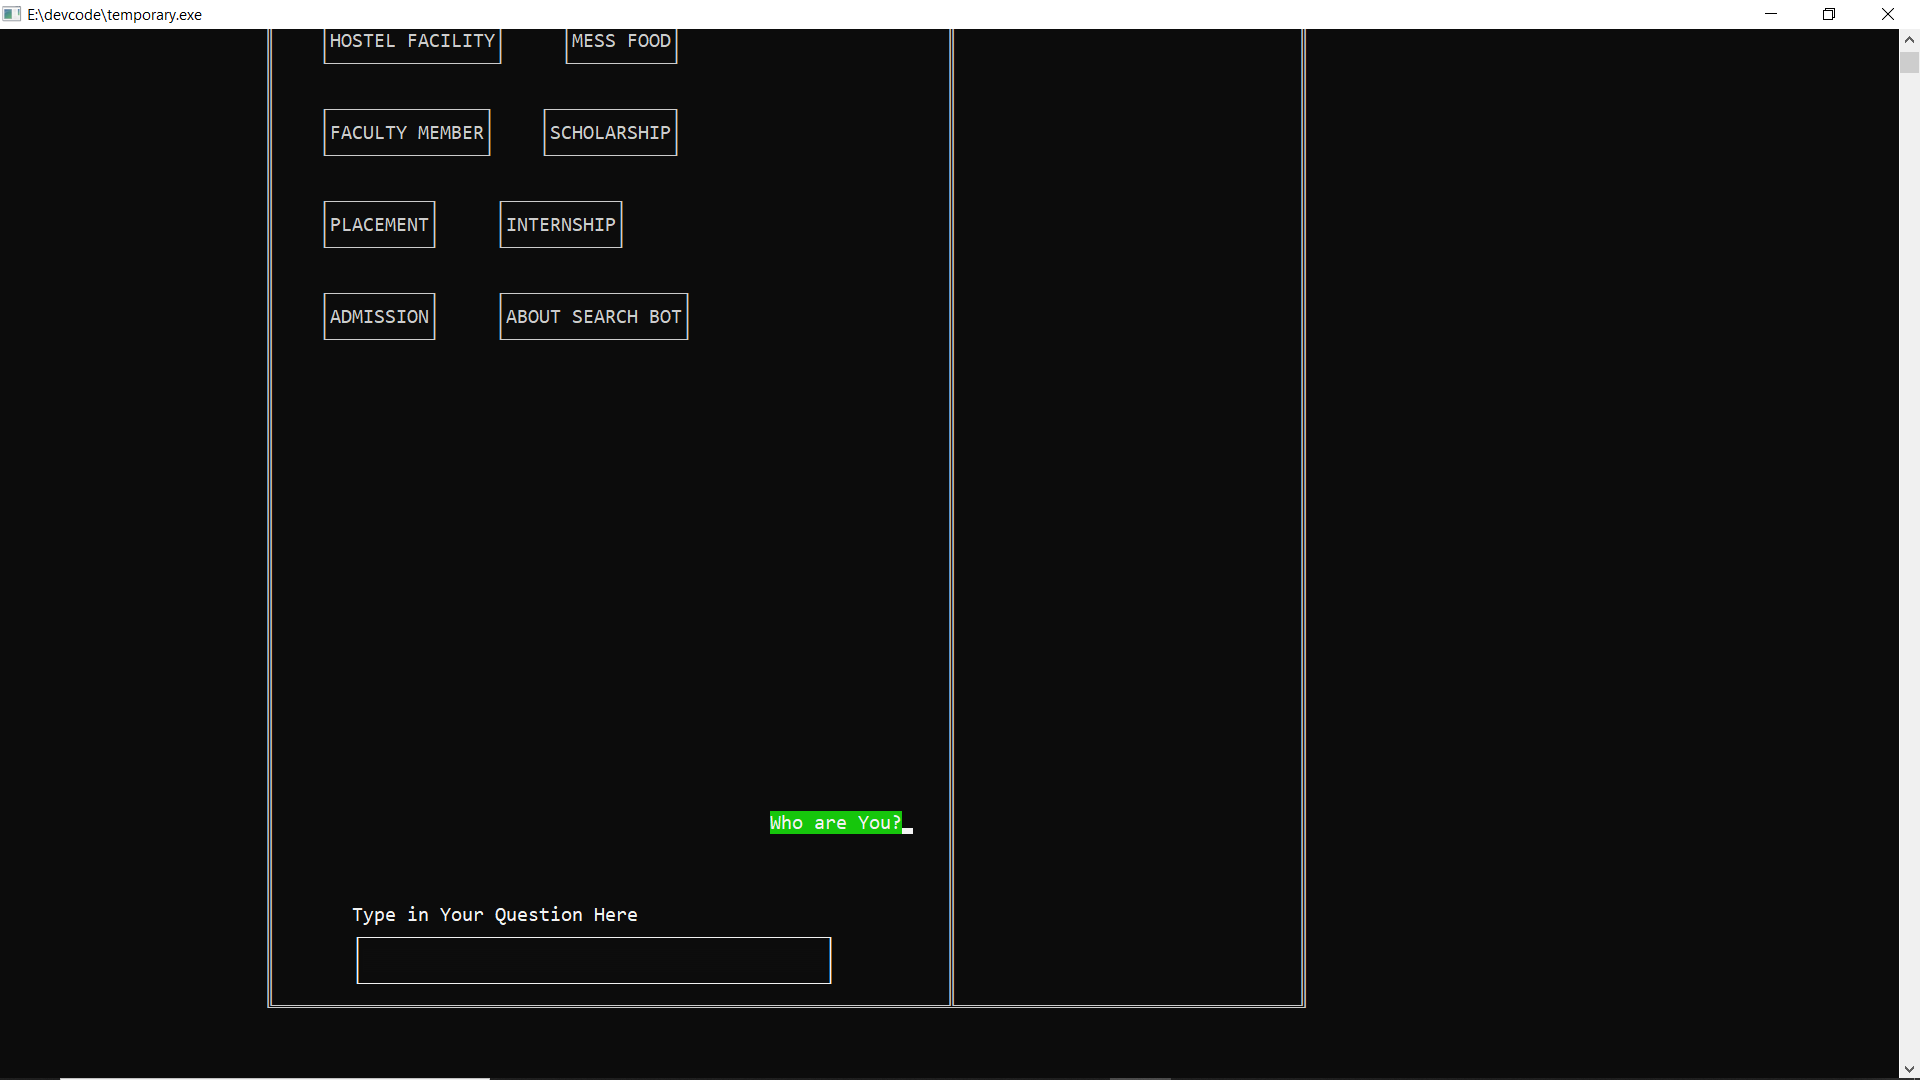 E:\devcode\temporary.exe
HOSTEL FACILITY MESS FOOD
FACULTY MEMBER SCHOLARSHIP
PLACEMENT INTERNSHIP
ADMISSION ABOUT SEARCH BOT
Who are You?
Type in Your Question Here